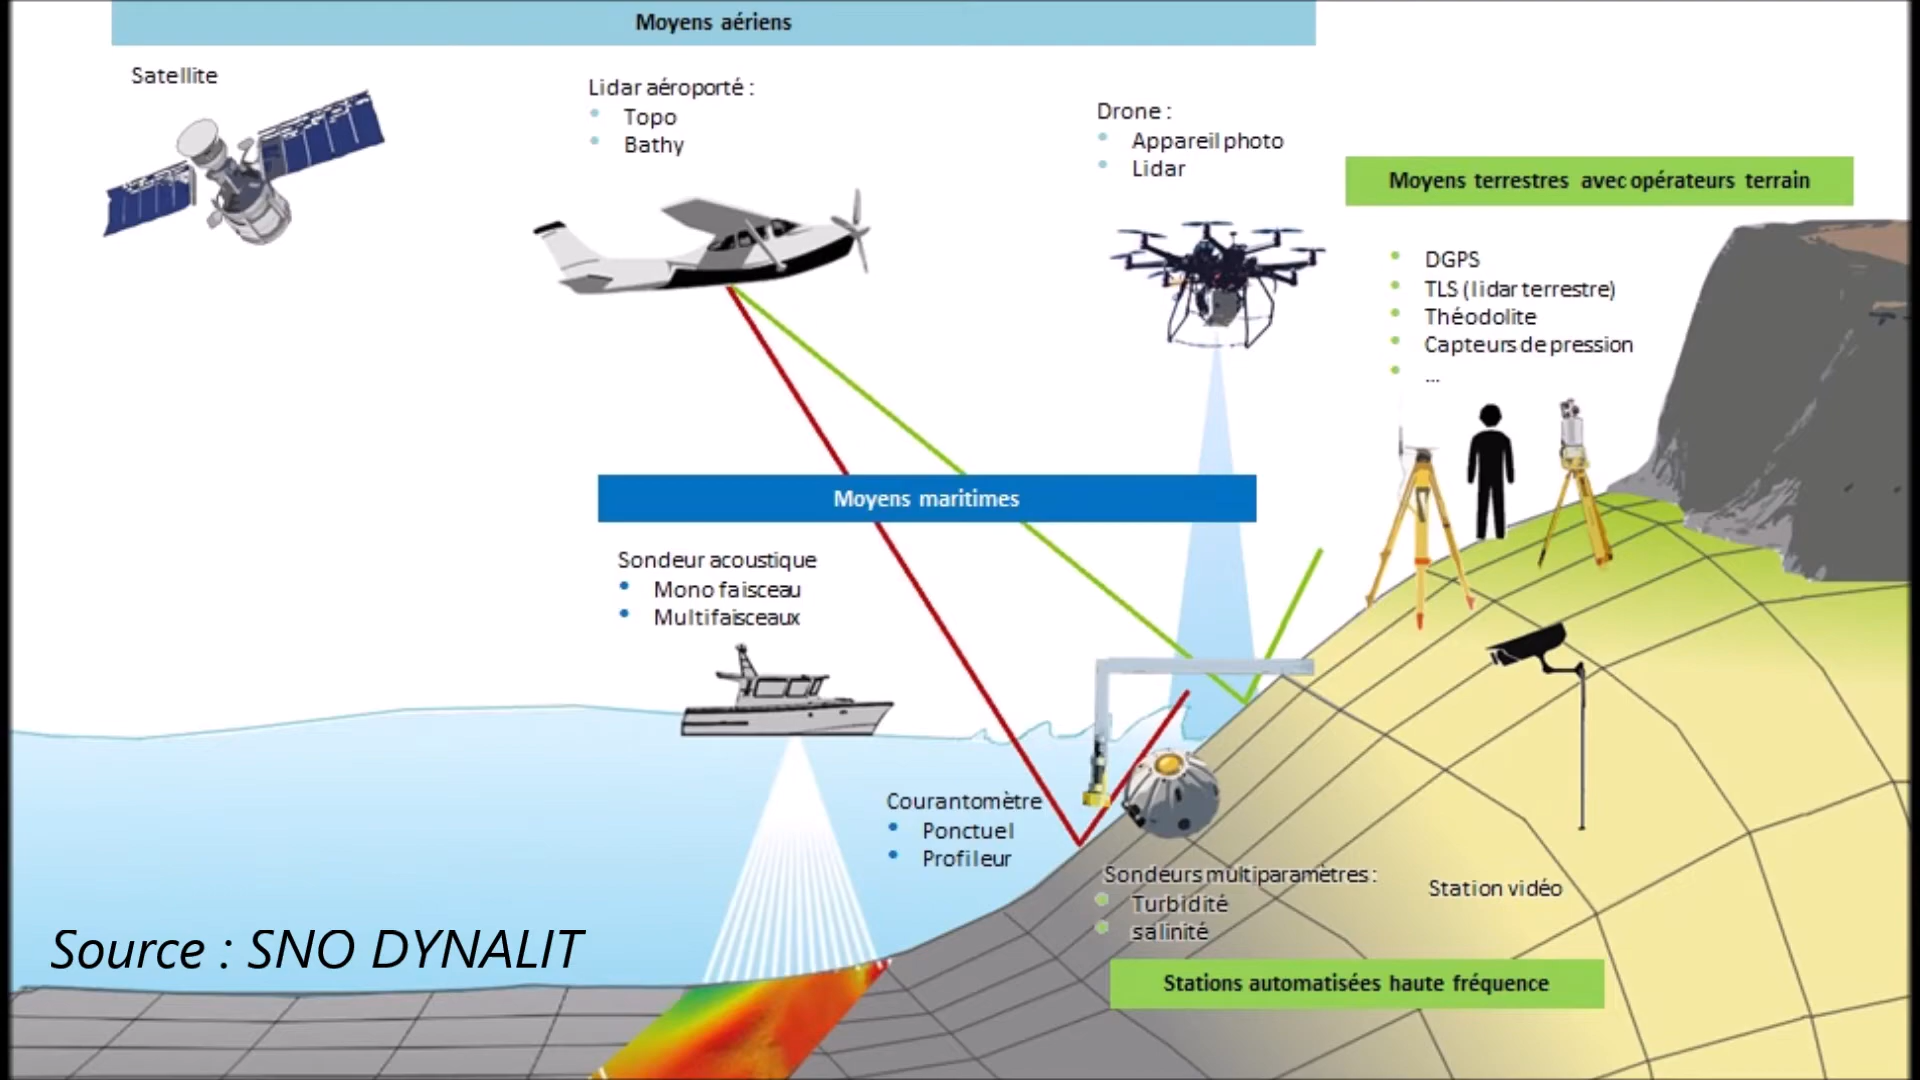 Moyens aériens
Satellite
Lidar aéroporté :
Topo
Bathy
Drone :
Appareil photo
Lidar
Moyens terrestres avec opérateurs terrain
DGPS
TLS (lidar terrestre)
Théodolite
Capteurs de pression
...
Moyens maritimes
Sondeur acoustique
Mono faisceau
Multifaisceaux
Courantomètre
Ponctuel
Profileur
Sondeurs multiparamètres :
Turbidité
salinité
Station vidéo
Source : SNO DYNALIT
Stations automatisées haute fréquence